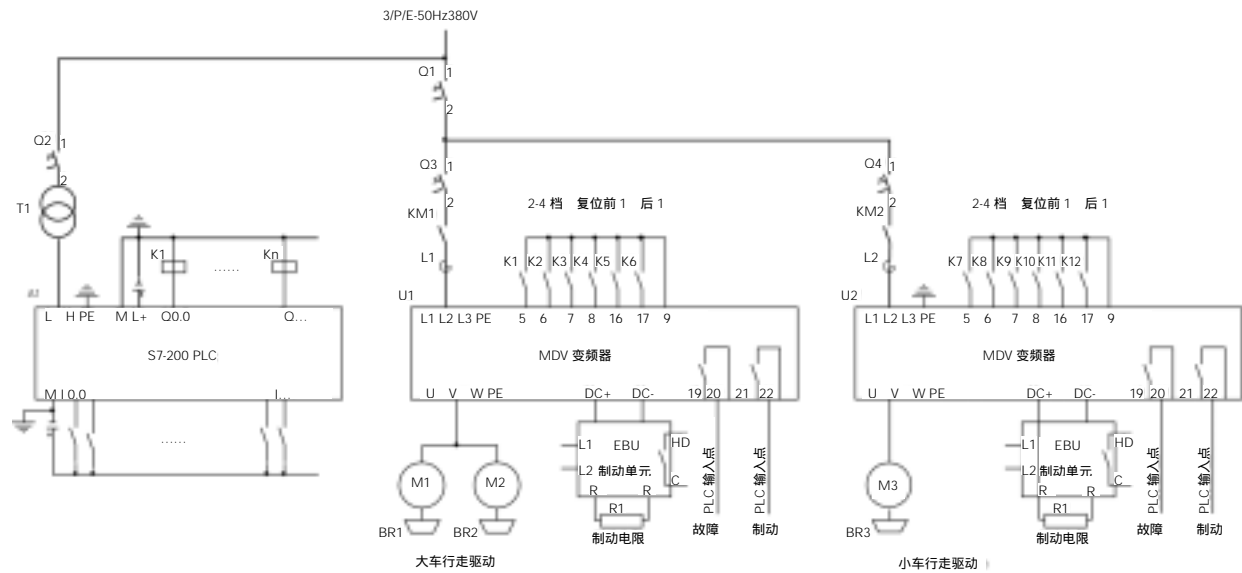 3/P/E-50Hz380V
Q1 1
2
Q2 1
2
T1
Q3 1
2
KM1
L1
Q4 1
2
KM2
L2
2-4 档 复位前 1 后 1
2-4 档 复位前 1 后 1
K1 ...... Kn
K1 K2 K3 K4 K5 K6
K7 K8 K9 K10 K11 K12
U1
U2
L H PE M L+ Q0.0 Q...
L1 L2 L3 PE 5 6 7 8 16 17 9
L1 L2 L3 PE 5 6 7 8 16 17 9
S7-200 PLC
MDV 变频器
MDV 变频器
M I 0.0 I...
U V W PE DC+ DC- 19 20 21 22
U V W PE DC+ DC- 19 20 21 22
......
M1 M2
BR1 BR2
L1 EBU HD
L2 制动单元 C
R R
R1
制动电限
PLC 输入点
PLC 输入点
故障 制动
大车行走驱动
M3
BR3
L1 EBU HD
L2 制动单元 C
R R
R1
制动电限
PLC 输入点
PLC 输入点
故障 制动
小车行走驱动